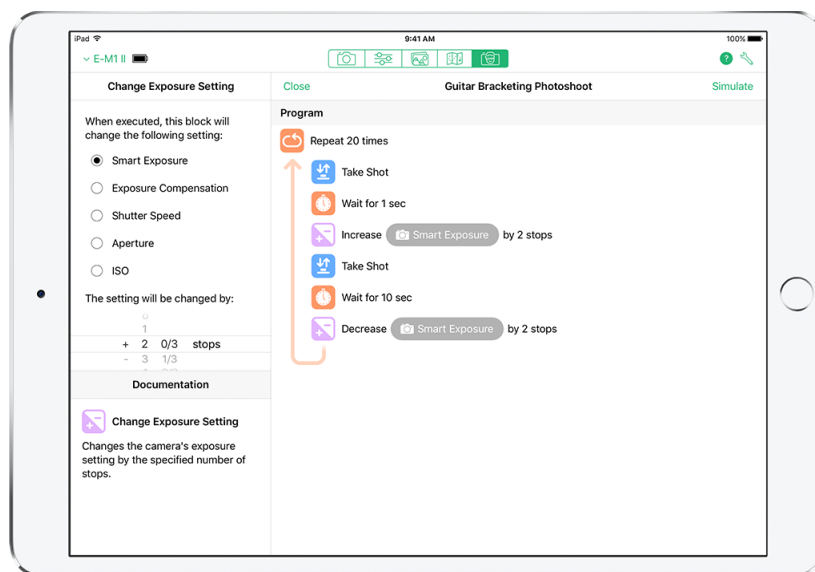 iPad
9:41 AM
100%
E-M1 II
?
Change Exposure Setting
Close
Guitar Bracketing Photoshoot
Simulate
When executed, this block will
change the following setting:
Smart Exposure
Exposure Compensation
Shutter Speed
Aperture
ISO
The setting will be changed by:
0
1
+ 2 0/3 stops
- 3 1/3
Documentation
Change Exposure Setting
Changes the camera's exposure
setting by the specified number of
stops.
Program
Repeat 20 times
Take Shot
Wait for 1 sec
Increase Smart Exposure by 2 stops
Take Shot
Wait for 10 sec
Decrease Smart Exposure by 2 stops